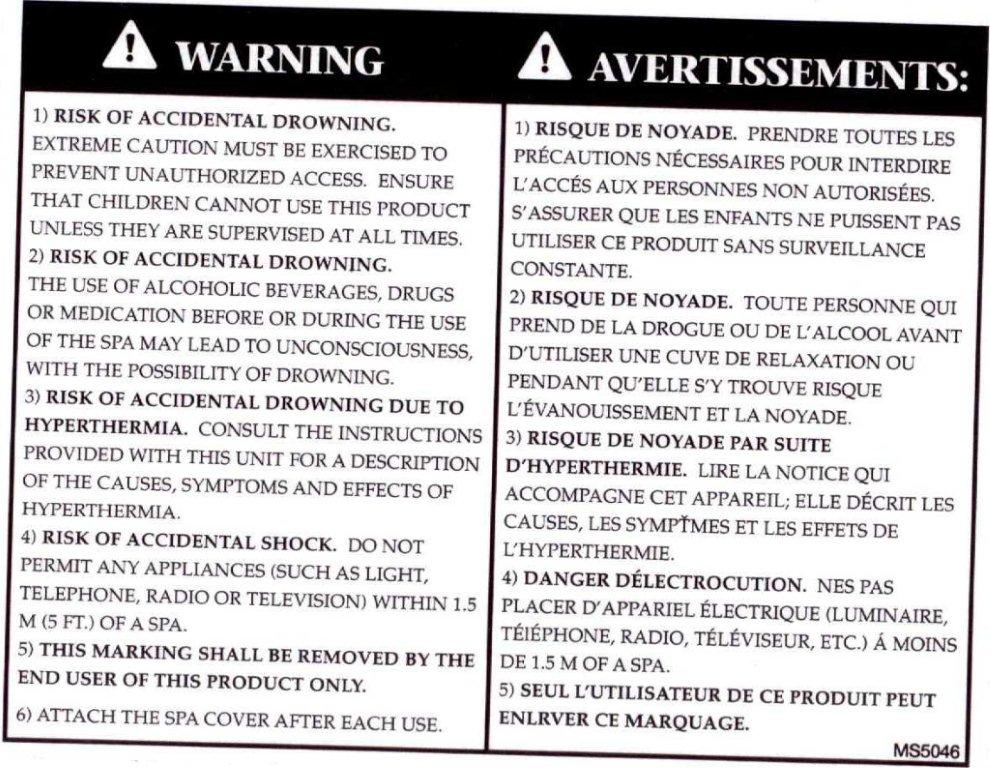 WARNING
1) RISK OF ACCIDENTAL DROWNING.
EXTREME CAUTION MUST BE EXERCISED TO
PREVENT UNAUTHORIZED ACCESS. ENSURE
THAT CHILDREN CANNOT USE THIS PRODUCT
UNLESS THEY ARE SUPERVISED AT ALL TIMES.
2) RISK OF ACCIDENTAL DROWNING.
THE USE OF ALCOHOLIC BEVERAGES, DRUGS
OR MEDICATION BEFORE OR DURING THE USE
OF THE SPA MAY LEAD TO UNCONSCIOUSNESS,
WITH THE POSSIBILITY OF DROWNING.
3) RISK OF ACCIDENTAL DROWNING DUE TO
HYPERTHERMIA. CONSULT THE INSTRUCTIONS
PROVIDED WITH THIS UNIT FOR A DESCRIPTION
OF THE CAUSES, SYMPTOMS AND EFFECTS OF
HYPERTHERMIA.
4) RISK OF ACCIDENTAL SHOCK. DO NOT
PERMIT ANY APPLIANCES (SUCH AS LIGHT,
TELEPHONE, RADIO OR TELEVISION) WITHIN 1.5
M (5 FT.) OF A SPA.
5) THIS MARKING SHALL BE REMOVED BY THE
END USER OF THIS PRODUCT ONLY.
6) ATTACH THE SPA COVER AFTER EACH USE.
AVERTISSEMENTS:
1) RISQUE DE NOYADE. PRENDRE TOUTES LES
PRÉCAUTIONS NÉCESSAIRES POUR INTERDIRE
L'ACCÉS AUX PERSONNES NON AUTORISÉES.
S'ASSURER QUE LES ENFANTS NE PUISSENT PAS
UTILISER CE PRODUIT SANS SURVEILLANCE
CONSTANTE.
2) RISQUE DE NOYADE. TOUTE PERSONNE QUI
PREND DE LA DROGUE OU DE L'ALCOOL AVANT
D'UTILISER UNE CUVE DE RELAXATION OU
PENDANT QU'ELLE S'Y TROUVE RISQUE
L'ÉVANOUISSEMENT ET LA NOYADE.
3) RISQUE DE NOYADE PAR SUITE
D'HYPERTHERMIE. LIRE LA NOTICE QUI
ACCOMPAGNE CET APPAREIL; ELLE DÉCRIT LES
CAUSES, LES SYMPŤMES ET LES EFFETS DE
L'HYPERTHERMIE.
4) DANGER DÉLECTROCUTION. NES PAS
PLACER D'APPARIEL ÉLECTRIQUE (LUMINAIRE,
TÉIÉPHONE, RADIO, TÉLÉVISEUR, ETC.) Á MOINS
DE 1.5 M OF A SPA.
5) SEUL L'UTILISATEUR DE CE PRODUIT PEUT
ENLRVER CE MARQUAGE.
MS5046